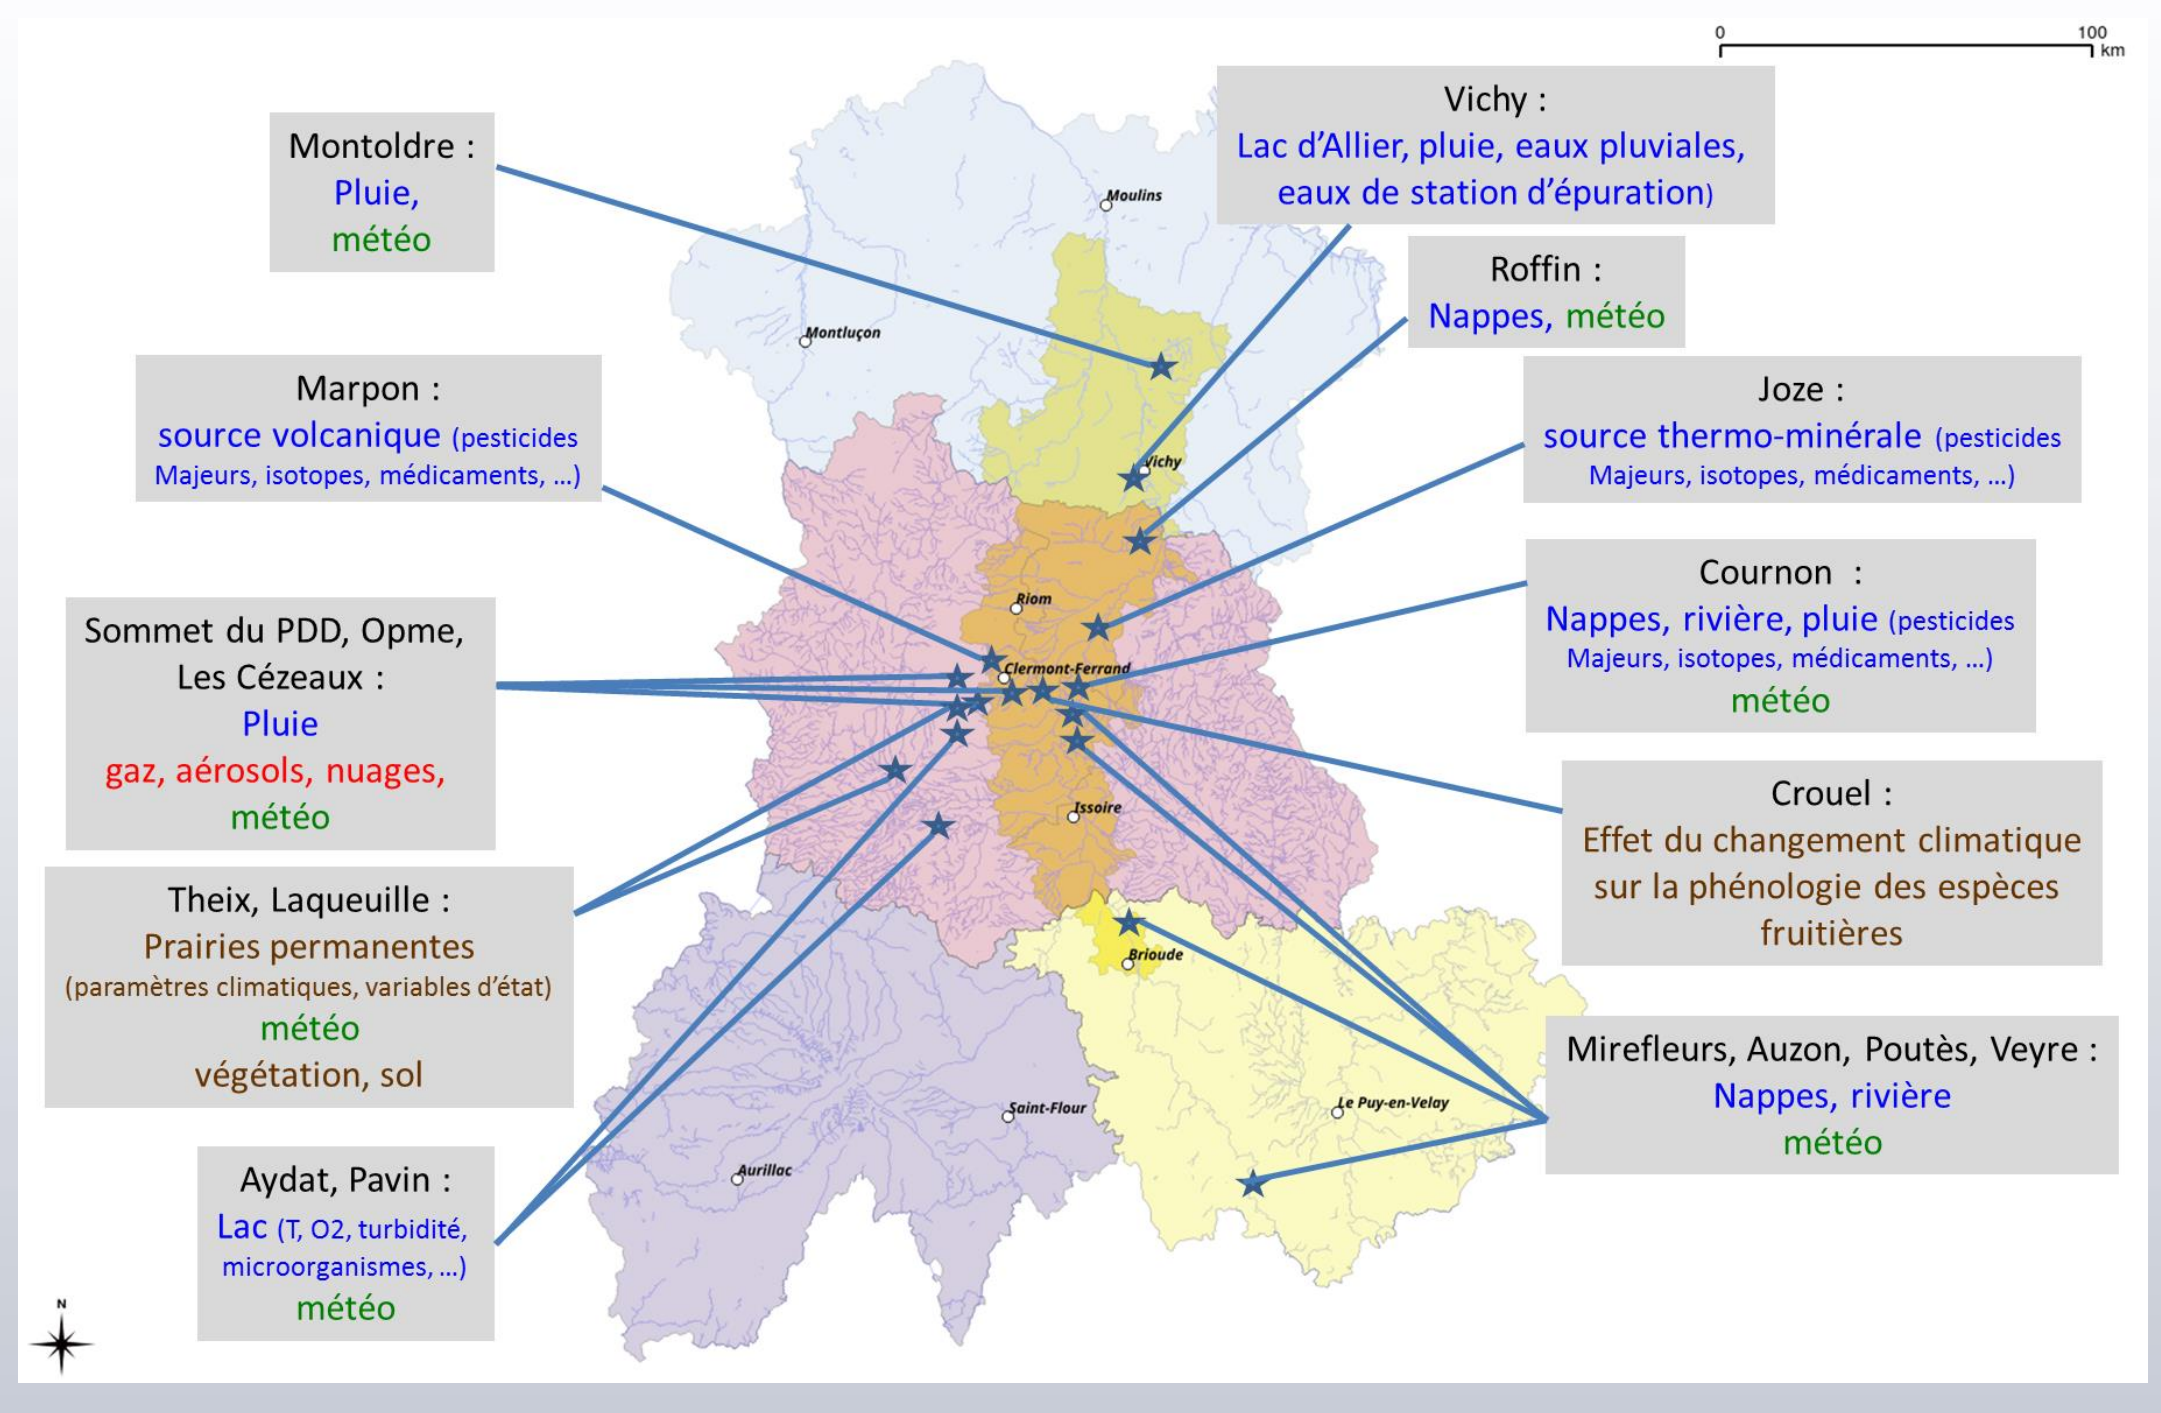 0 100
km
Montoldre :
Pluie,
météo
Vichy :
Lac d'Allier, pluie, eaux pluviales,
eaux de station d'épuration)
Roffin :
Nappes, météo
Marpon :
source volcanique (pesticides
Majeurs, isotopes, médicaments, ...)
Joze :
source thermo-minérale (pesticides
Majeurs, isotopes, médicaments, ...)
Cournon :
Nappes, rivière, pluie (pesticides
Majeurs, isotopes, médicaments, ...)
météo
Sommet du PDD, Opme,
Les Cézeaux :
Pluie
gaz, aérosols, nuages,
météo
Crouel :
Effet du changement climatique
sur la phénologie des espèces
fruitières
Theix, Laqueuille :
Prairies permanentes
(paramètres climatiques, variables d'état)
météo
végétation, sol
Mirefleurs, Auzon, Poutès, Veyre :
Nappes, rivière
météo
Aydat, Pavin :
Lac (T, O2, turbidité,
microorganismes, ...)
météo
Moulins
Montluçon
Vichy
Riom
Clermont-Ferrand
Issoire
Brioude
Saint-Flour
Le Puy-en-Velay
Aurillac
N